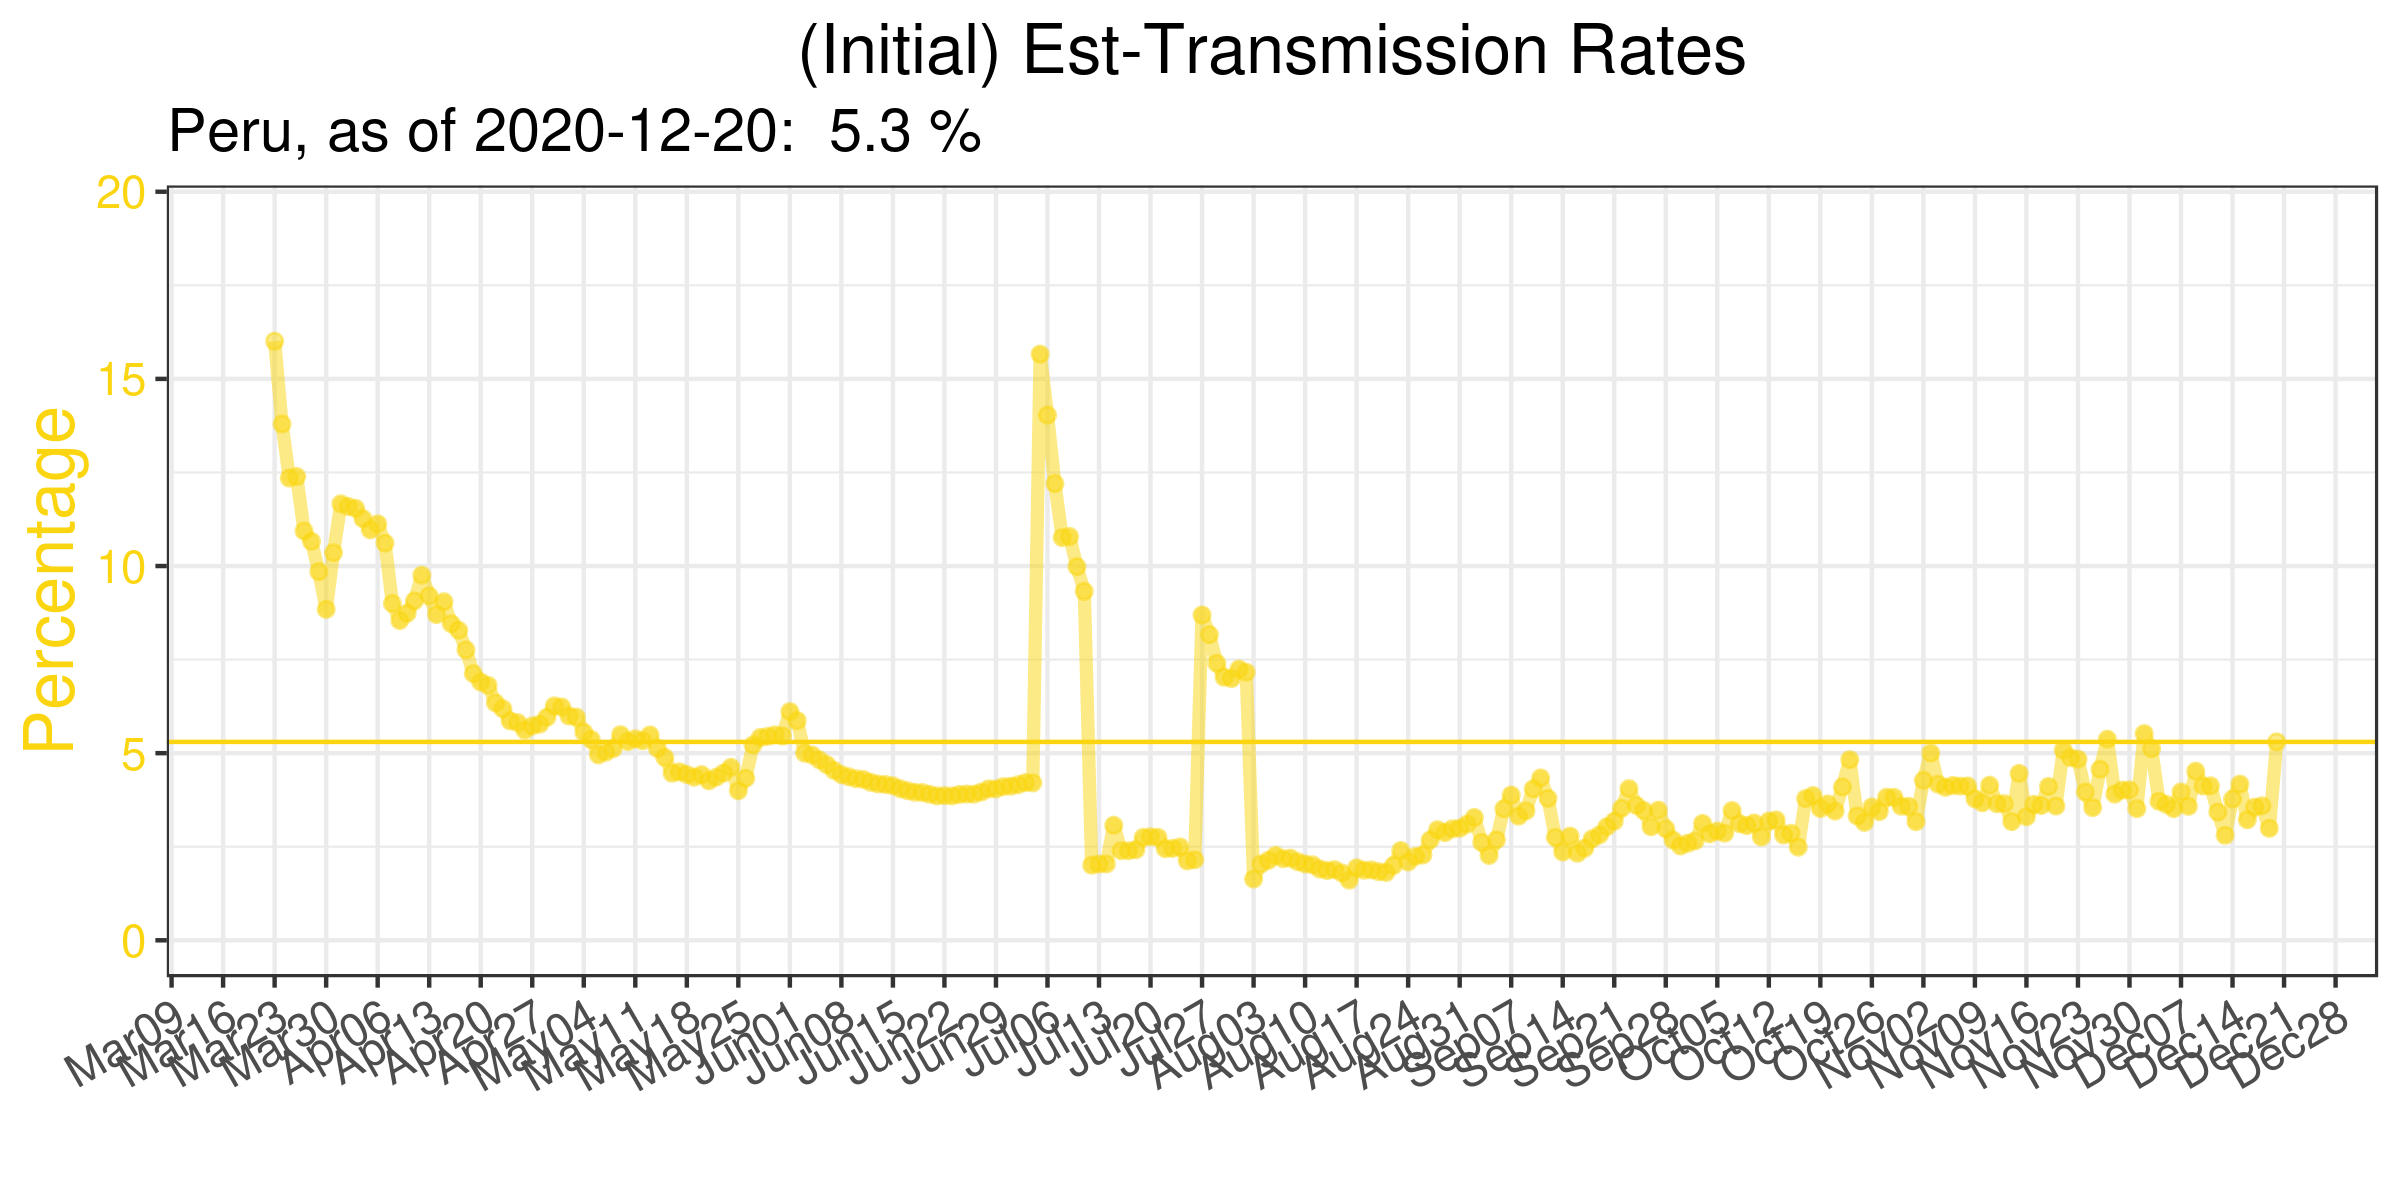 (Initial) Est-Transmission Rates
Peru, as of 2020-12-20:  5.3 %
Percentage
20
15
10
5
0
Mar09
Mar16
Mar23
Mar30
Apr06
Apr13
Apr20
Apr27
May04
May11
May18
May25
Jun01
Jun08
Jun15
Jun22
Jun29
Jul06
Jul13
Jul20
Jul27
Aug03
Aug10
Aug17
Aug24
Aug31
Sep07
Sep14
Sep21
Sep28
Oct05
Oct12
Oct19
Oct26
Nov02
Nov09
Nov16
Nov23
Nov30
Dec07
Dec14
Dec21
Dec28